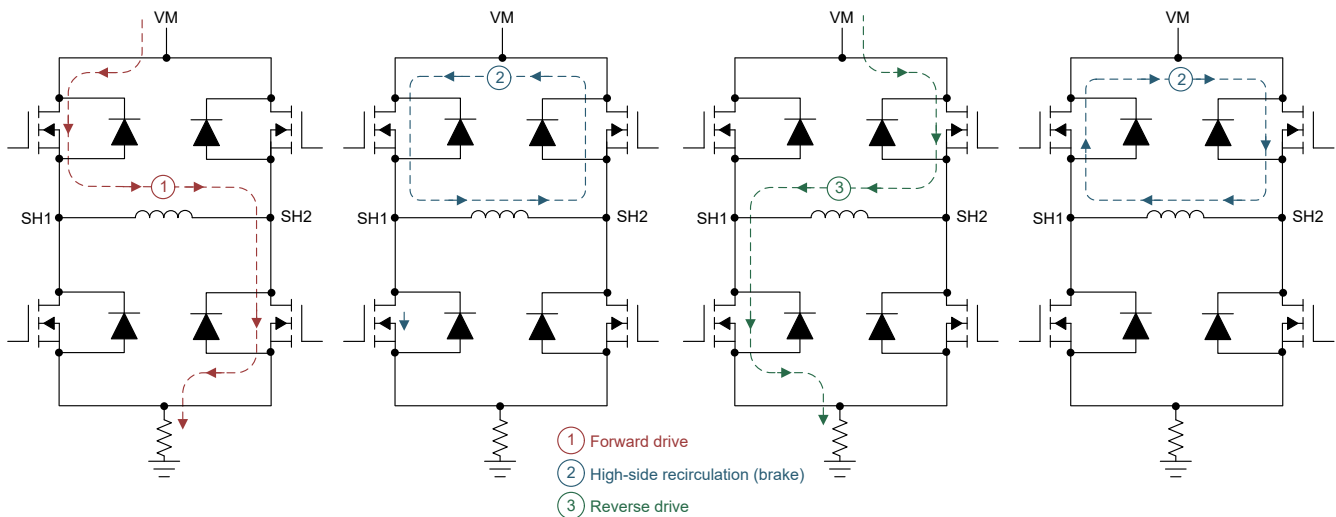 VM
VM
VM
VM
2
2
1
3
SH1
SH2
SH1
SH2
SH1
SH2
SH1
SH2
1 Forward drive
2 High-side recirculation (brake)
3 Reverse drive